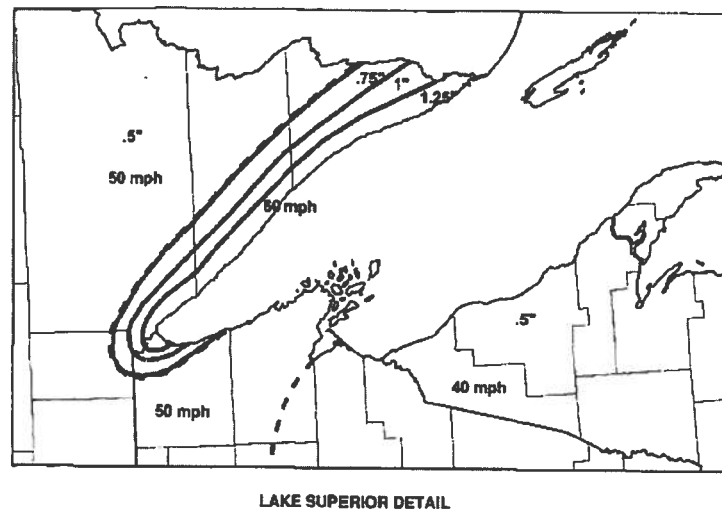 .75"
1"
1.25"
.5"
50 mph
60 mph
.5"
40 mph
50 mph
LAKE SUPERIOR DETAIL